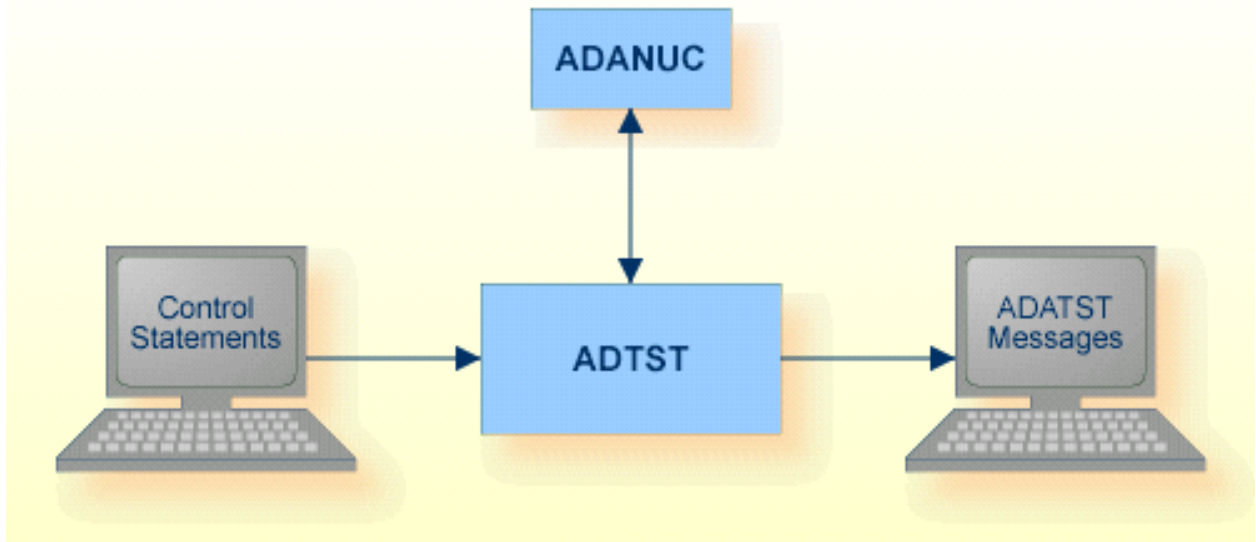 ADANUC
Control
Statements
ADTST
ADATST
Messages